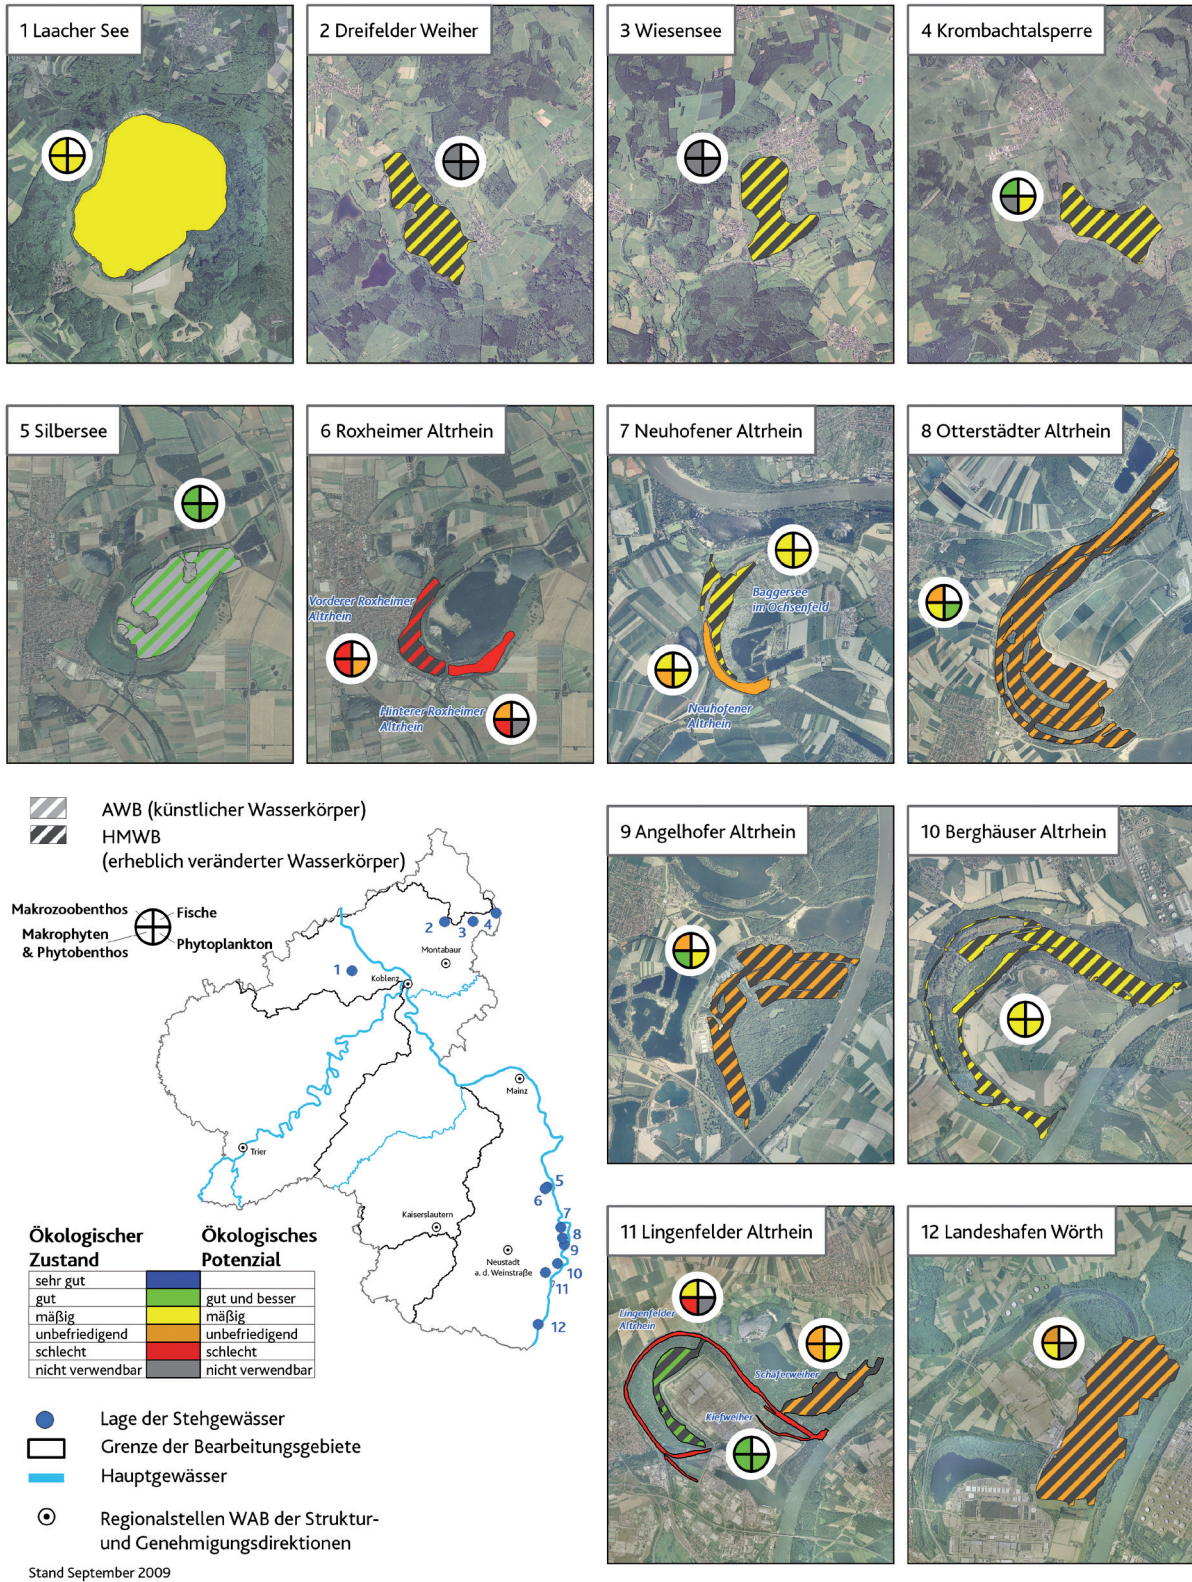 1 Laacher See
2 Dreifelder Weiher
3 Wiesensee
4 Krombachtalsperre
5 Silbersee
6 Roxheimer Altrhein
Vorderer Roxheimer
Altrhein
Hinterer Roxheimer
Altrhein
7 Neuhofener Altrhein
Baggersee
im Ochsenfeld
Neuhofener
Altrhein
8 Otterstädter Altrhein
AWB (künstlicher Wasserkörper)
HMWB
(erheblich veränderter Wasserkörper)
Makrozoobenthos
Fische
Makrophyten
& Phytobenthos
Phytoplankton
1
2
3
4
Montabaur
Koblenz
Mainz
Trier
Kaiserslautern
Neustadt
a. d. Weinstraße
5
6
7
8
9
10
11
12
Ökologischer
Zustand
Ökologisches
Potenzial
sehr gut
gut
gut und besser
mäßig
mäßig
unbefriedigend
unbefriedigend
schlecht
schlecht
nicht verwendbar
nicht verwendbar
Lage der Stehgewässer
Grenze der Bearbeitungsgebiete
Hauptgewässer
Regionalstellen WAB der Struktur-
und Genehmigungsdirektionen
Stand September 2009
9 Angelhofer Altrhein
10 Berghäuser Altrhein
11 Lingenfelder Altrhein
Lingenfelder
Altrhein
Schäferweiher
Kiefweiher
12 Landeshafen Wörth